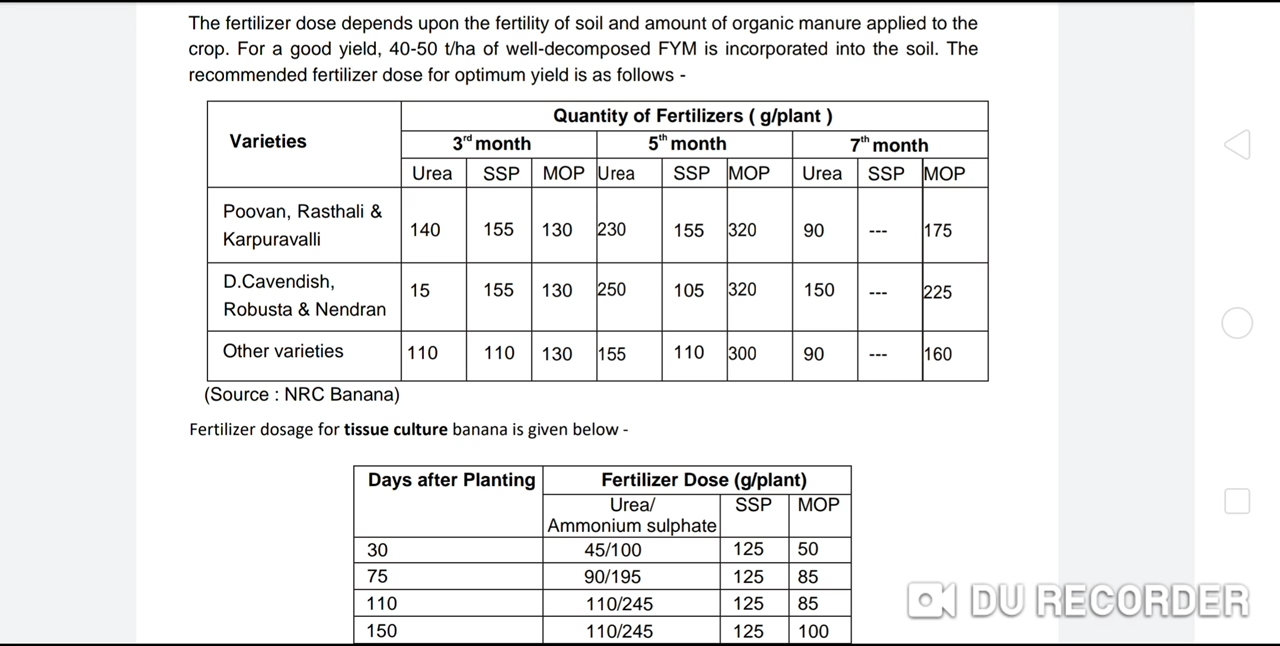 The fertilizer dose depends upon the fertility of soil and amount of organic manure applied to the
crop. For a good yield, 40-50 t/ha of well-decomposed FYM is incorporated into the soil. The
recommended fertilizer dose for optimum yield is as follows -
Varieties Quantity of Fertilizers ( g/plant )
3rd month 5th month 7th month
Urea SSP MOP Urea SSP MOP Urea SSP MOP
Poovan, Rasthali &
Karpuravalli 140 155 130 230 155 320 90 --- 175
D.Cavendish,
Robusta & Nendran 15 155 130 250 105 320 150 --- 225
Other varieties 110 110 130 155 110 300 90 --- 160
(Source : NRC Banana)
Fertilizer dosage for tissue culture banana is given below -
Days after Planting Fertilizer Dose (g/plant)
Urea/ SSP MOP
Ammonium sulphate
30 45/100 125 50
75 90/195 125 85
110 110/245 125 85
150 110/245 125 100
DU RECORDER